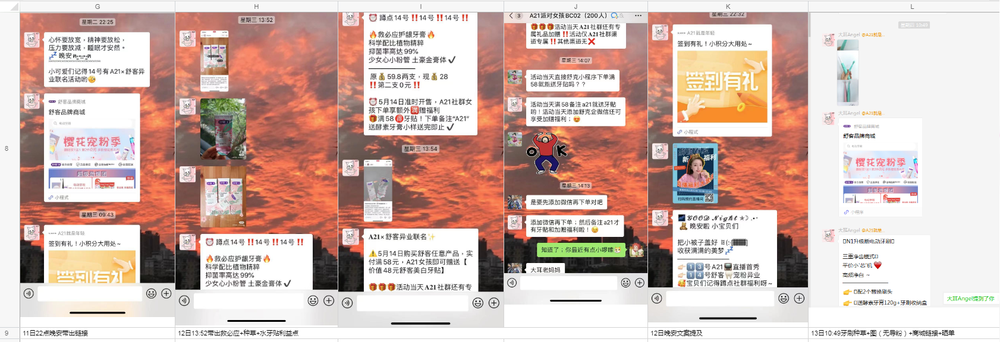 G
H
I
J
K
L
8
9
星期二 22:25
心怀要放宽，精神要放松，
压力要放减，睡眠才安然。
💤 晚安
小可爱们记得14号有A21×舒客异
业联名活动哟
舒客品牌商城
舒客品牌商城
电动牙刷
樱花宠粉季
小程式
星期三 09:43
A21就是年轻
签到有礼！小积分大用处~
签到有礼
11日22点晚安带出链接
星期三 13:52
⏰ 蹲点14号‼️14号‼️14号‼️
🔥救必应护龈牙膏🔥
科学配比植物精粹
抑菌率高达99%
少女心小粉管 土豪金膏体✔
12日13:52带出救必应+种草+水牙贴利益点
⏰ 蹲点14号‼️14号‼️14号‼️
🔥救必应护龈牙膏🔥
科学配比植物精粹
抑菌率高达 99%
少女心小粉管 土豪金膏体✔
原💰59.8两支，现💰28
‼️第二支0元‼️
⏰ 5月14日准时开售，A21社群女
孩下单享额外🈵赠福利
🎁满58🉐牙贴！下单备注“A21”
送酵素牙膏小样送完即止✔
星期三 13:54
A21×舒客异业联名✨
⚠️5月14日购买舒客任意产品，实
付满58元，A21女孩即可赠送【
价值48元舒客美白牙贴】
🎁🎁🎁活动当天A21社群还有专
3
A21派对女孩BC02（200人）
🎁🎁🎁活动当天A21社群还有专
属礼品加赠‼️活动仅A21社群渠
道专属‼️其他渠道无❌
星期三 14:07
活动当天直接舒克小程序下单满
58就能送牙贴吗？？
活动当天满58备注a21就送牙贴
哟！活动当天添加舒克企微信还可
享受加赠福利；😍
O K
星期三 14:13
是要先添加微信再下单对吧
添加微信再下单；然后备注a21才
有牙贴和加赠福利啦！😉
知道了；你最近有点小啰嗦
大耳老妈妈
星期三 22:32
A21就是年轻
签到有礼！小积分大用处~
签到有礼
小程式
福利
扫码预约直播间
GOOD Night
🧸 晚安啦 小宝贝们
把小被子盖好
收获满满的美梦💤
👉🏻1️⃣3️⃣号A21📺直播首秀
👉🏻1️⃣4️⃣号舒客🦷宠粉异业
🥰宝贝们记得蹲点社群福利呀~
12日晚安文案提及
星期三 10:49
大耳Angel @A21就是...
大耳Angel @A21就是...
舒客品牌商城
舒客品牌商城
电动牙刷
樱花宠粉季
小程序
大耳Angel @A21就是...
N1升级版电动牙刷
三重净齿模式
平价小‘芯’机 ❤️
高频净白 ~
👉 配2个替换刷头
👉 送酵素牙膏120g+牙刷收纳盒
大耳Angel提到了你
13日10:49牙刷种草+图（无导粉）+商城链接+晒单